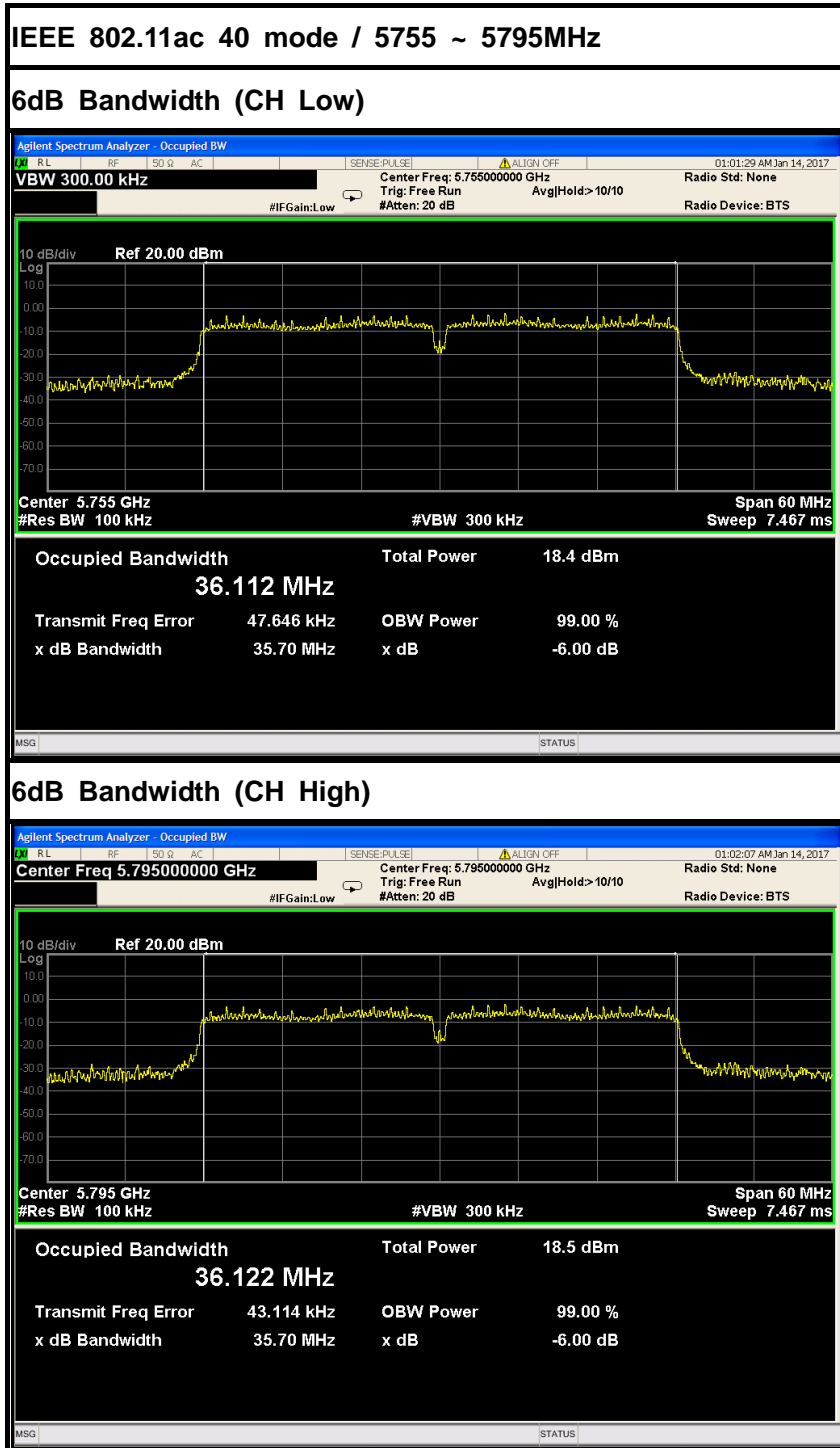 IEEE 802.11ac 40 mode / 5755 ~ 5795MHz
6dB Bandwidth (CH Low)
Agilent Spectrum Analyzer - Occupied BW
LXI RL RF 50 Ω AC SENSE:PULSE ALIGN OFF 01:01:29 AM Jan 14, 2017
VBW 300.00 kHz Center Freq: 5.755000000 GHz Radio Std: None
Trig: Free Run Avg|Hold:>10/10
#IFGain:Low #Atten: 20 dB Radio Device: BTS
10 dB/div Ref 20.00 dBm
Log
10.0
0.00
-10.0
-20.0
-30.0
-40.0
-50.0
-60.0
-70.0
Center 5.755 GHz Span 60 MHz
#Res BW 100 kHz #VBW 300 kHz Sweep 7.467 ms
Occupied Bandwidth Total Power 18.4 dBm
36.112 MHz
Transmit Freq Error 47.646 kHz OBW Power 99.00 %
x dB Bandwidth 35.70 MHz x dB -6.00 dB
MSG STATUS
6dB Bandwidth (CH High)
Agilent Spectrum Analyzer - Occupied BW
LXI RL RF 50 Ω AC SENSE:PULSE ALIGN OFF 01:02:07 AM Jan 14, 2017
Center Freq 5.795000000 GHz Center Freq: 5.795000000 GHz Radio Std: None
Trig: Free Run Avg|Hold:>10/10
#IFGain:Low #Atten: 20 dB Radio Device: BTS
10 dB/div Ref 20.00 dBm
Log
10.0
0.00
-10.0
-20.0
-30.0
-40.0
-50.0
-60.0
-70.0
Center 5.795 GHz Span 60 MHz
#Res BW 100 kHz #VBW 300 kHz Sweep 7.467 ms
Occupied Bandwidth Total Power 18.5 dBm
36.122 MHz
Transmit Freq Error 43.114 kHz OBW Power 99.00 %
x dB Bandwidth 35.70 MHz x dB -6.00 dB
MSG STATUS